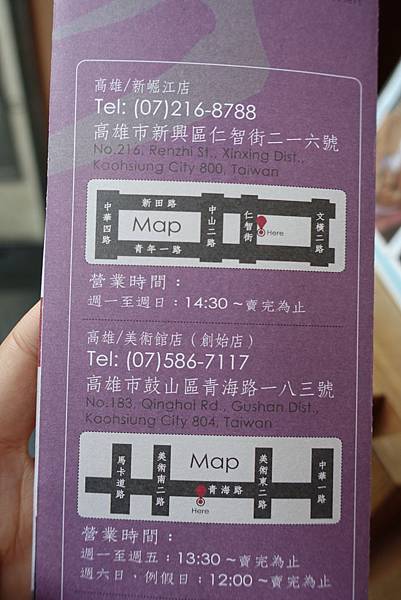 高雄/新崛江店
Tel: (07)216-8788
高雄市新興區仁智街二一六號
No.216, Renzhi St., Xinxing Dist.,
Kaohsiung City 800, Taiwan
新田路
中華四路
Map
中山二路
仁智街
Here
文橫二路
青年一路
營業時間：
週一至週日：14:30～賣完為止
高雄/美術館店（創始店）
Tel: (07)586-7117
高雄市鼓山區青海路一八三號
No.183, Qinghai Rd., Gushan Dist.,
Kaohsiung City 804, Taiwan
馬卡道路
美術南二路
Map
青海路
Here
美術東二路
中華一路
營業時間：
週一至週五：13:30～賣完為止
週六日，例假日：12:00～賣完為止